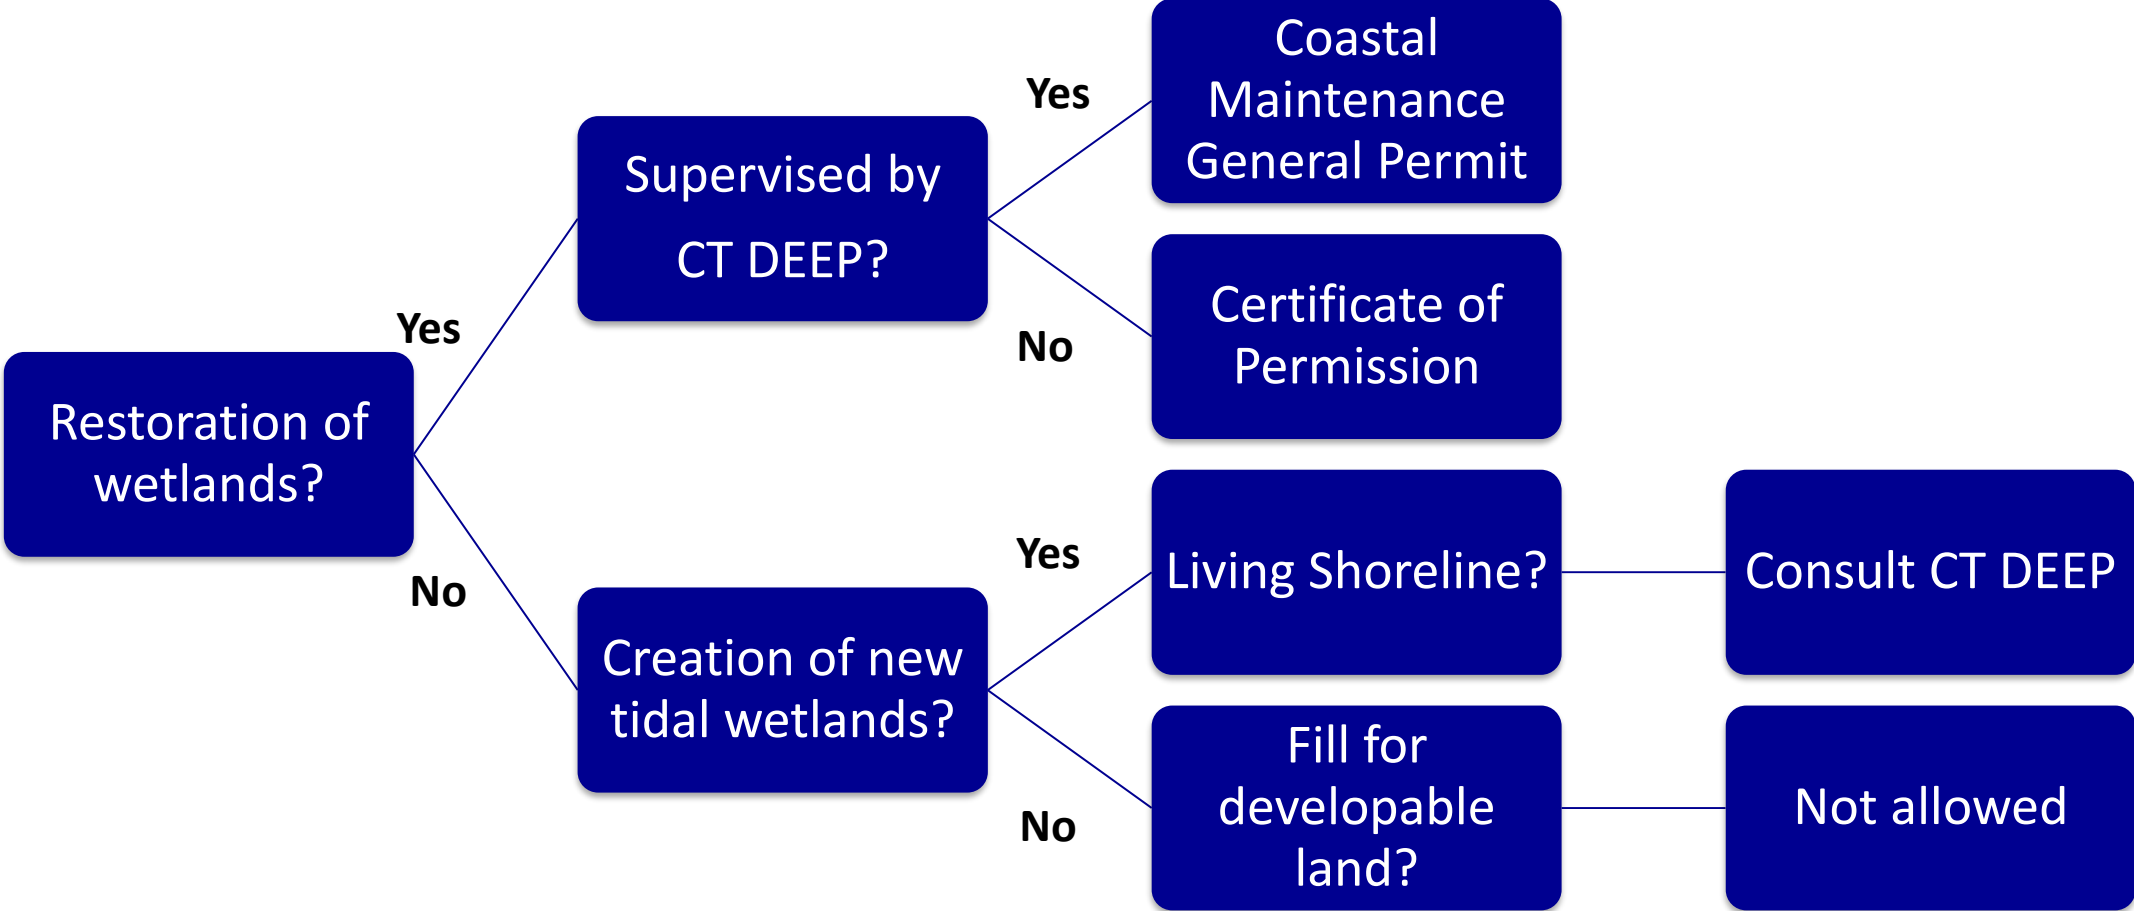 Restoration of
wetlands?
Yes
No
Supervised by
CT DEEP?
Yes
No
Coastal
Maintenance
General Permit
Certificate of
Permission
Creation of new
tidal wetlands?
Yes
No
Living Shoreline?
Consult CT DEEP
Fill for
developable
land?
Not allowed